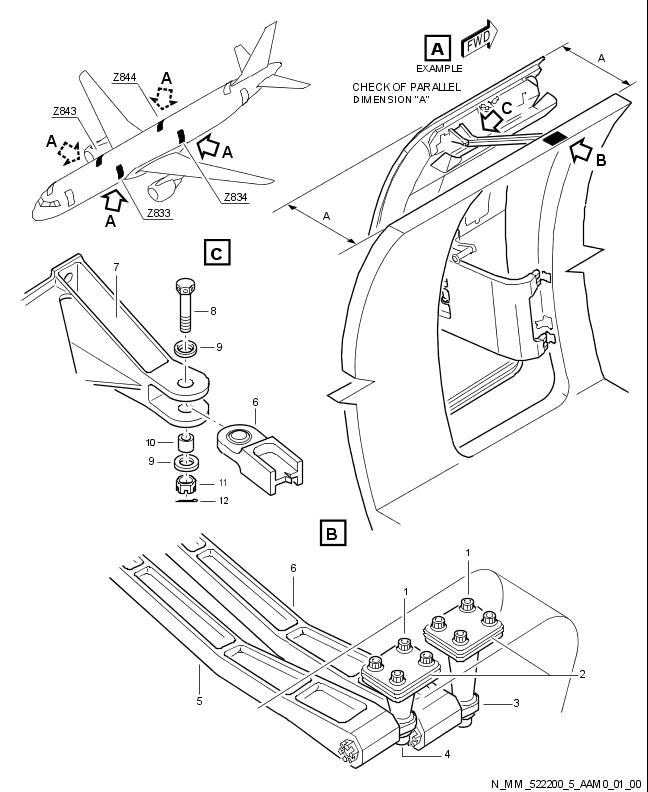 A
FWD
EXAMPLE
CHECK OF PARALLEL
DIMENSION "A"
A
C
B
A
Z844
A
Z843
A
A
Z834
A
Z833
C
7
8
9
6
10
9
11
12
B
6
1
1
2
5
3
4
N_MM_522200_5_AAM0_01_00